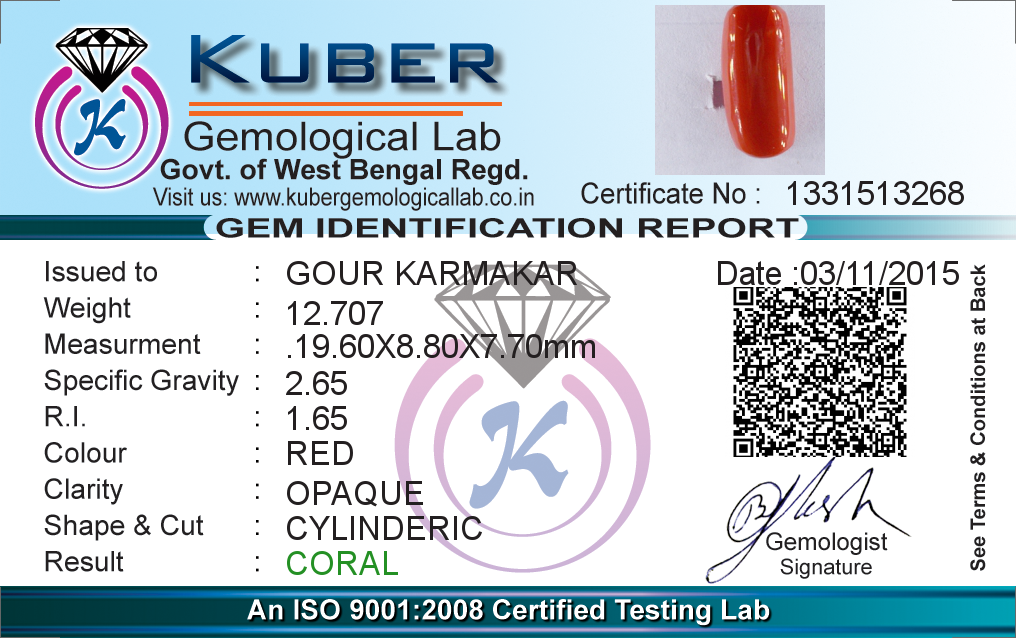 K
KUBER
Gemological Lab
Govt. of West Bengal Regd.
Visit us: www.kubergemologicallab.co.in
Certificate No : 1331513268
GEM IDENTIFICATION REPORT
Issued to : GOUR KARMAKAR
Date :03/11/2015
Weight : 12.707
Measurment : .19.60X8.80X7.70mm
Specific Gravity : 2.65
R.I. : 1.65
Colour : RED
Clarity : OPAQUE
Shape & Cut : CYLINDERIC
Result : CORAL
K
Gemologist
Signature
See Terms & Conditions at Back
An ISO 9001:2008 Certified Testing Lab